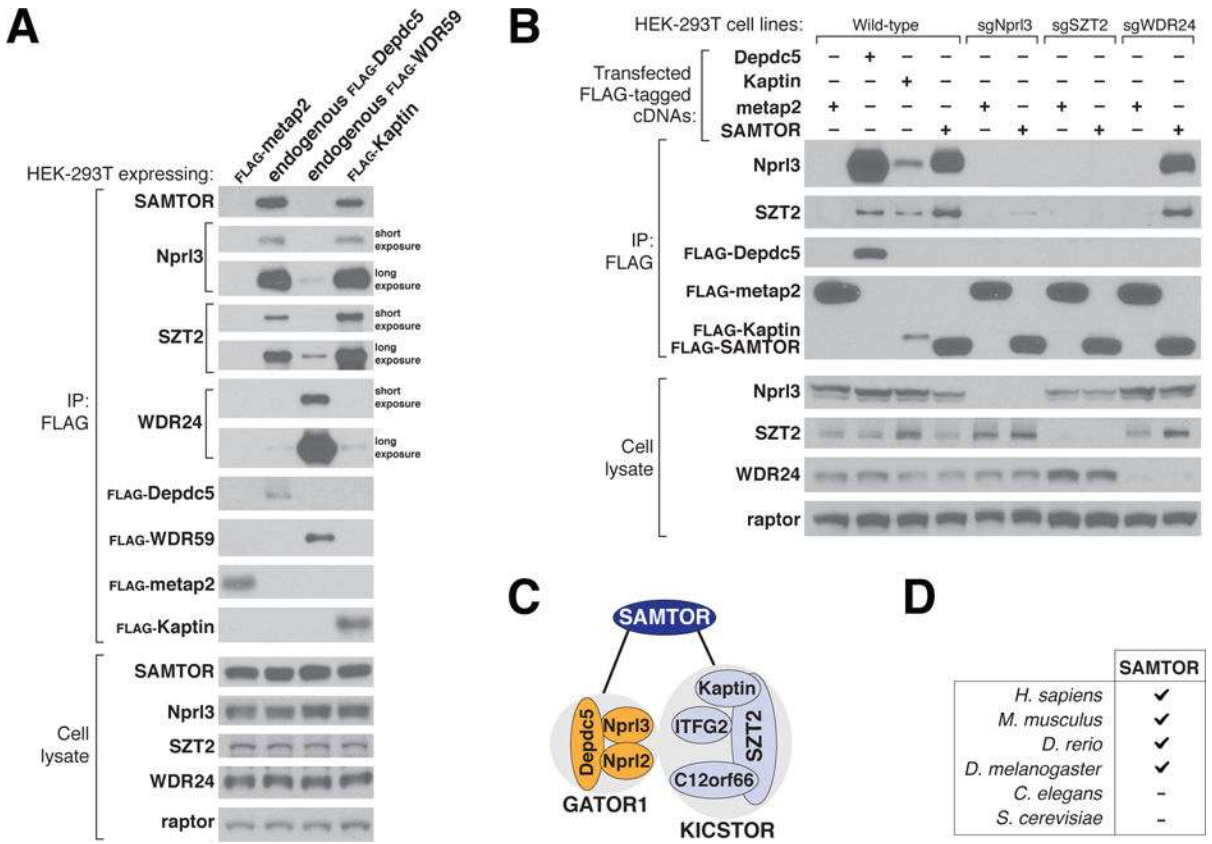 A
FLAG-metap2
endogenous FLAG-Depdc5
endogenous FLAG-WDR59
FLAG-Kaptin
HEK-293T expressing:
SAMTOR
Nprl3
short exposure
long exposure
SZT2
short exposure
long exposure
WDR24
short exposure
long exposure
IP:
FLAG
FLAG-Depdc5
FLAG-WDR59
FLAG-metap2
FLAG-Kaptin
Cell
lysate
SAMTOR
Nprl3
SZT2
WDR24
raptor
B
HEK-293T cell lines: Wild-type sgNprl3 sgSZT2 sgWDR24
Transfected
FLAG-tagged
cDNAs:
Depdc5 – + – – – – – – – –
Kaptin – – + – – – – – – –
metap2 + – – – + – + – + –
SAMTOR – – – + – + – + – +
IP:
FLAG
Nprl3
SZT2
FLAG-Depdc5
FLAG-metap2
FLAG-Kaptin
FLAG-SAMTOR
Cell
lysate
Nprl3
SZT2
WDR24
raptor
C
SAMTOR
Depdc5
Nprl3
Nprl2
GATOR1
Kaptin
ITFG2
SZT2
C12orf66
KICSTOR
D
SAMTOR
H. sapiens ✔
M. musculus ✔
D. rerio ✔
D. melanogaster ✔
C. elegans –
S. cerevisiae –